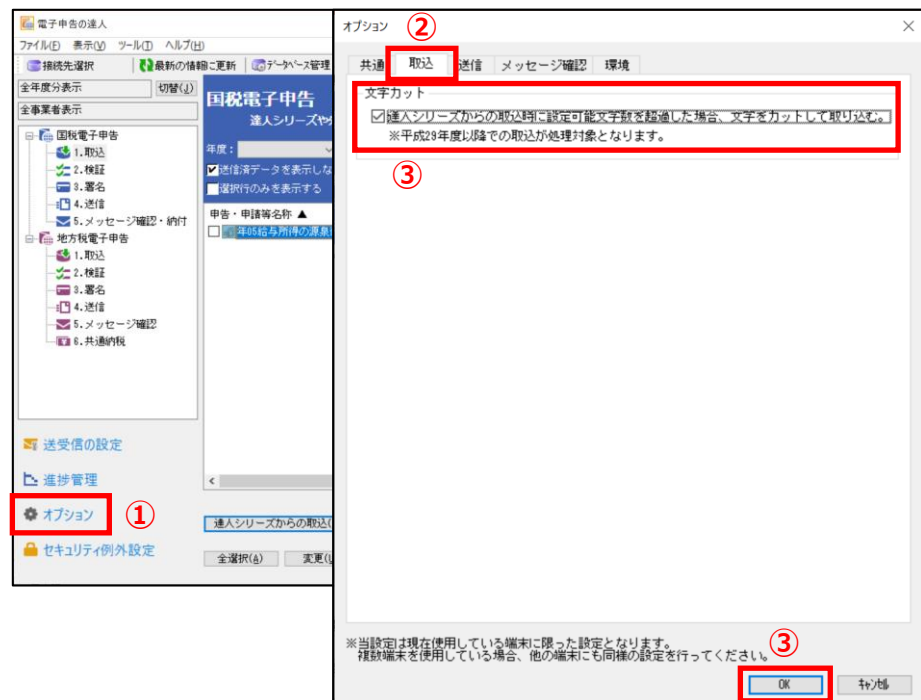 電子申告の達人
ファイル(F) 表示(V) ツール(T) ヘルプ(H)
接続先選択 最新の情報に更新 データベース管理
全年度分表示 切替(J)
全事業者表示
国税電子申告
1.取込
2.検証
3.署名
4.送信
5.メッセージ確認・納付
地方税電子申告
1.取込
2.検証
3.署名
4.送信
5.メッセージ確認
6.共通納税
送受信の設定
進捗管理
オプション ①
セキュリティ例外設定
国税電子申告
達人シリーズや
年度:
送信済データを表示しな
選択行のみを表示する
申告・申請等名称 ▲
年05給与所得の源泉
達人シリーズからの取込(
全選択(A) 変更(U
オプション ②
共通 取込 送信 メッセージ確認 環境
文字カット
達人シリーズからの取込時に設定可能文字数を超過した場合、文字をカットして取り込む。
※平成29年度以降での取込が処理対象となります。
③
※当設定は現在使用している端末に限った設定となります。
複数端末を使用している場合、他の端末にも同様の設定を行ってください。
③
OK キャンセル